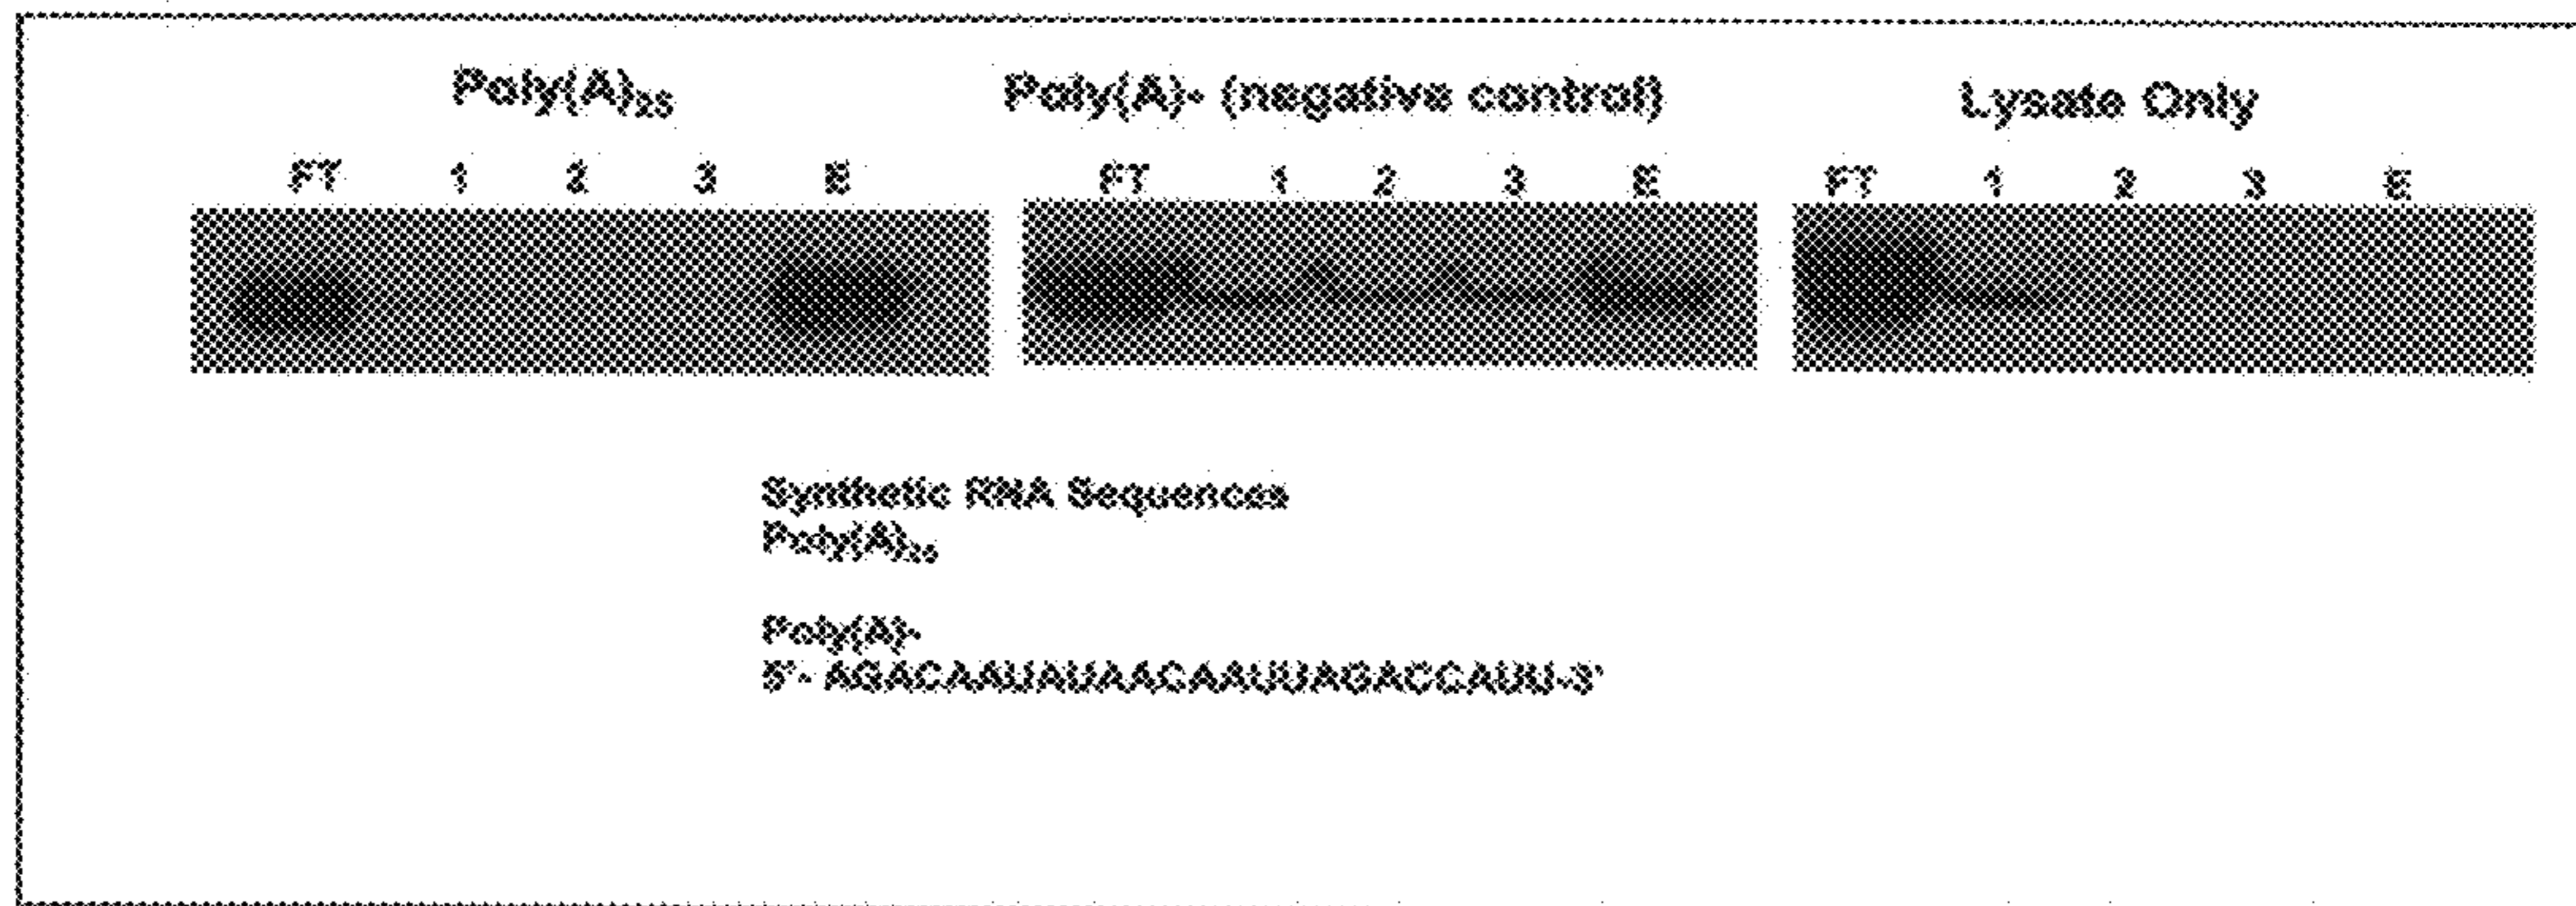 Poly(A)25 Poly(A)- (negative control) Lysate Only
FT 1 2 3 E FT 1 2 3 E FT 1 2 3 E
Synthetic RNA Sequences
Poly(A)25
Poly(A)-
5'- AGACAAUAUAACAAUUAGACCAUU-3'